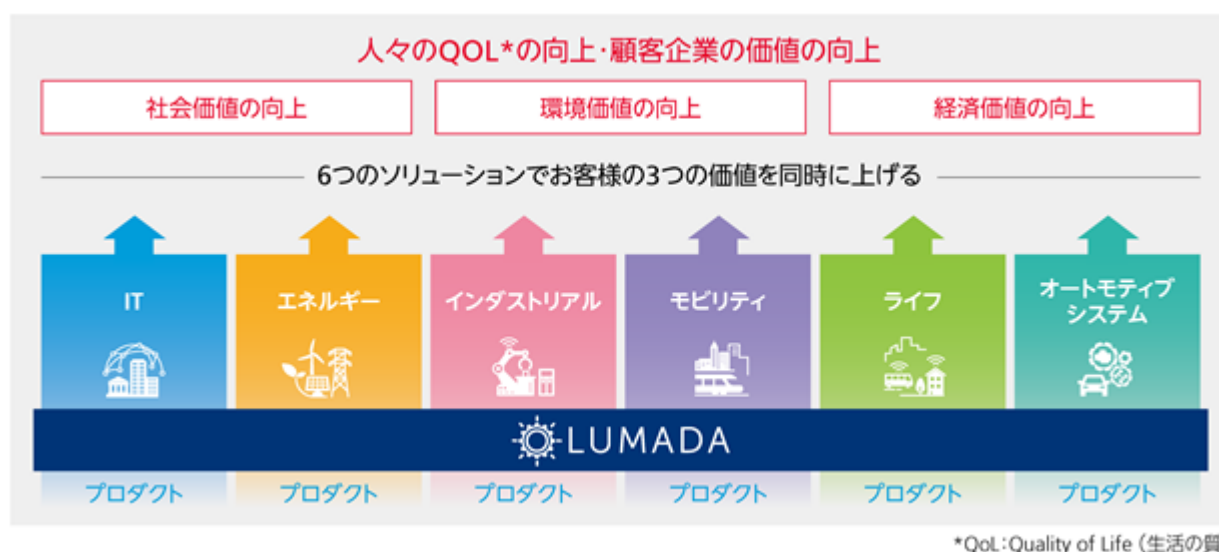 人々のQOL*の向上・顧客企業の価値の向上
社会価値の向上
環境価値の向上
経済価値の向上
6つのソリューションでお客様の3つの価値を同時に上げる
IT
エネルギー
インダストリアル
モビリティ
ライフ
オートモティブ
システム
LUMADA
プロダクト
プロダクト
プロダクト
プロダクト
プロダクト
プロダクト
*QoL：Quality of Life（生活の質